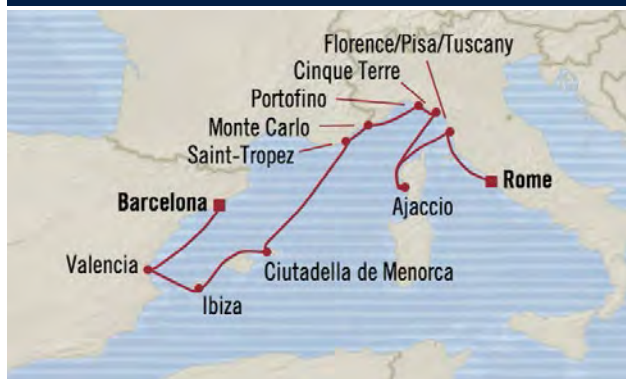 Florence/Pisa/Tuscany
Cinque Terre
Portofino
Monte Carlo
Saint-Tropez
Barcelona
Rome
Ajaccio
Valencia
Ciutadella de Menorca
Ibiza